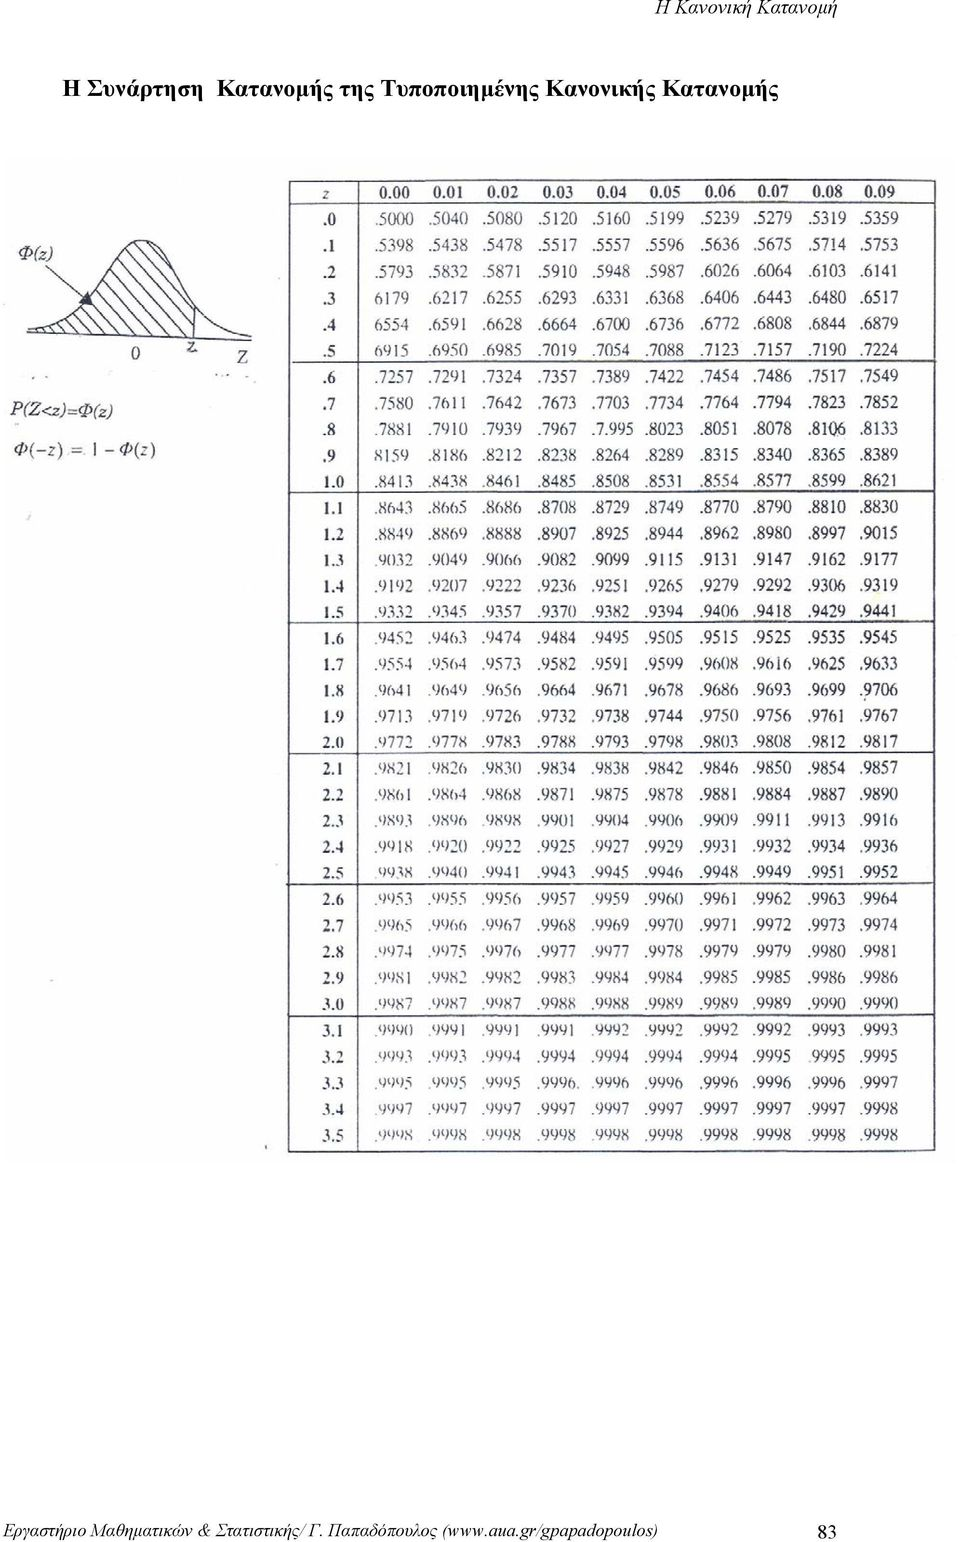 Η Κανονική Κατανομή
Η Συνάρτηση Κατανομής της Τυποποιημένης Κανονικής Κατανομής
Φ(z)
0 z Z
P(Z<z)=Φ(z)
Φ(-z) = 1 - Φ(z)
z 0.00 0.01 0.02 0.03 0.04 0.05 0.06 0.07 0.08 0.09
.0 .5000 .5040 .5080 .5120 .5160 .5199 .5239 .5279 .5319 .5359
.1 .5398 .5438 .5478 .5517 .5557 .5596 .5636 .5675 .5714 .5753
.2 .5793 .5832 .5871 .5910 .5948 .5987 .6026 .6064 .6103 .6141
.3 6179 .6217 .6255 .6293 .6331 .6368 .6406 .6443 .6480 .6517
.4 6554 .6591 .6628 .6664 .6700 .6736 .6772 .6808 .6844 .6879
.5 6915 .6950 .6985 .7019 .7054 .7088 .7123 .7157 .7190 .7224
.6 .7257 .7291 .7324 .7357 .7389 .7422 .7454 .7486 .7517 .7549
.7 .7580 .7611 .7642 .7673 .7703 .7734 .7764 .7794 .7823 .7852
.8 .7881 .7910 .7939 .7967 .7.995 .8023 .8051 .8078 .8106 .8133
.9 8159 .8186 .8212 .8238 .8264 .8289 .8315 .8340 .8365 .8389
1.0 .8413 .8438 .8461 .8485 .8508 .8531 .8554 .8577 .8599 .8621
1.1 .8643 .8665 .8686 .8708 .8729 .8749 .8770 .8790 .8810 .8830
1.2 .8849 .8869 .8888 .8907 .8925 .8944 .8962 .8980 .8997 .9015
1.3 .9032 .9049 .9066 .9082 .9099 .9115 .9131 .9147 .9162 .9177
1.4 .9192 .9207 .9222 .9236 .9251 .9265 .9279 .9292 .9306 .9319
1.5 .9332 .9345 .9357 .9370 .9382 .9394 .9406 .9418 .9429 .9441
1.6 .9452 .9463 .9474 .9484 .9495 .9505 .9515 .9525 .9535 .9545
1.7 .9554 .9564 .9573 .9582 .9591 .9599 .9608 .9616 .9625 .9633
1.8 .9641 .9649 .9656 .9664 .9671 .9678 .9686 .9693 .9699 .9706
1.9 .9713 .9719 .9726 .9732 .9738 .9744 .9750 .9756 .9761 .9767
2.0 .9772 .9778 .9783 .9788 .9793 .9798 .9803 .9808 .9812 .9817
2.1 .9821 .9826 .9830 .9834 .9838 .9842 .9846 .9850 .9854 .9857
2.2 .9861 .9864 .9868 .9871 .9875 .9878 .9881 .9884 .9887 .9890
2.3 .9893 .9896 .9898 .9901 .9904 .9906 .9909 .9911 .9913 .9916
2.4 .9918 .9920 .9922 .9925 .9927 .9929 .9931 .9932 .9934 .9936
2.5 .9938 .9940 .9941 .9943 .9945 .9946 .9948 .9949 .9951 .9952
2.6 .9953 .9955 .9956 .9957 .9959 .9960 .9961 .9962 .9963 .9964
2.7 .9965 .9966 .9967 .9968 .9969 .9970 .9971 .9972 .9973 .9974
2.8 .9974 .9975 .9976 .9977 .9977 .9978 .9979 .9979 .9980 .9981
2.9 .9981 .9982 .9982 .9983 .9984 .9984 .9985 .9985 .9986 .9986
3.0 .9987 .9987 .9987 .9988 .9988 .9989 .9989 .9989 .9990 .9990
3.1 .9990 .9991 .9991 .9991 .9992 .9992 .9992 .9992 .9993 .9993
3.2 .9993 .9993 .9994 .9994 .9994 .9994 .9994 .9995 .9995 .9995
3.3 .9995 .9995 .9995 .9996. .9996 .9996 .9996 .9996 .9996 .9997
3.4 .9997 .9997 .9997 .9997 .9997 .9997 .9997 .9997 .9997 .9998
3.5 .9998 .9998 .9998 .9998 .9998 .9998 .9998 .9998 .9998 .9998
Εργαστήριο Μαθηματικών & Στατιστικής/ Γ. Παπαδόπουλος (www.aua.gr/gpapadopoulos) 83